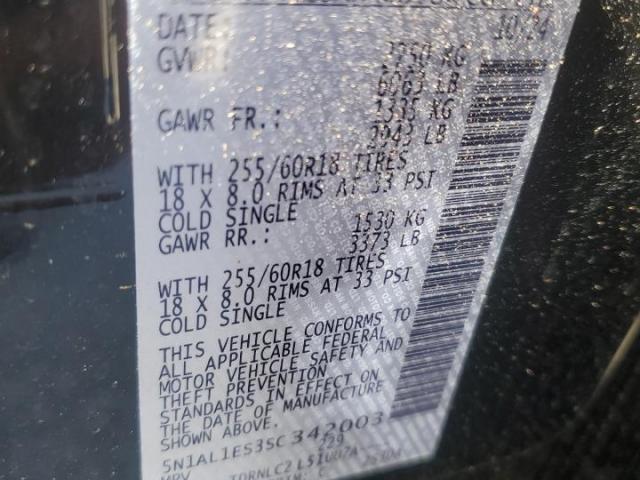 DATE: 10/24
GVWR: 2750 KG
6063 LB
GAWR FR.: 1335 KG
2943 LB
WITH 255/60R18 TIRES
18 X 8.0 RIMS AT 33 PSI
COLD SINGLE
GAWR RR.: 1530 KG
3373 LB
WITH 255/60R18 TIRES
18 X 8.0 RIMS AT 33 PSI
COLD SINGLE
THIS VEHICLE CONFORMS TO
ALL APPLICABLE FEDERAL
MOTOR VEHICLE SAFETY AND
THEFT PREVENTION
STANDARDS IN EFFECT ON
THE DATE OF MANUFACTURE
SHOWN ABOVE.
5N1AL1ES3SC342003
229
MPV